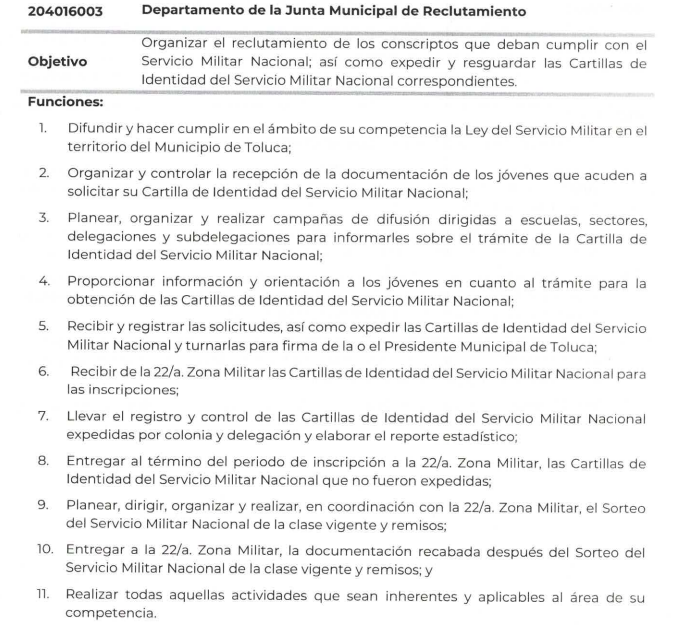 204016003 Departamento de la Junta Municipal de Reclutamiento
Organizar el reclutamiento de los conscriptos que deban cumplir con el
Objetivo Servicio Militar Nacional; así como expedir y resguardar las Cartillas de
Identidad del Servicio Militar Nacional correspondientes.
Funciones:
1. Difundir y hacer cumplir en el ámbito de su competencia la Ley del Servicio Militar en el
territorio del Municipio de Toluca;
2. Organizar y controlar la recepción de la documentación de los jóvenes que acuden a
solicitar su Cartilla de Identidad del Servicio Militar Nacional;
3. Planear, organizar y realizar campañas de difusión dirigidas a escuelas, sectores,
delegaciones y subdelegaciones para informarles sobre el trámite de la Cartilla de
Identidad del Servicio Militar Nacional;
4. Proporcionar información y orientación a los jóvenes en cuanto al trámite para la
obtención de las Cartillas de Identidad del Servicio Militar Nacional;
5. Recibir y registrar las solicitudes, así como expedir las Cartillas de Identidad del Servicio
Militar Nacional y turnarlas para firma de la o el Presidente Municipal de Toluca;
6. Recibir de la 22/a. Zona Militar las Cartillas de Identidad del Servicio Militar Nacional para
las inscripciones;
7. Llevar el registro y control de las Cartillas de Identidad del Servicio Militar Nacional
expedidas por colonia y delegación y elaborar el reporte estadístico;
8. Entregar al término del periodo de inscripción a la 22/a. Zona Militar, las Cartillas de
Identidad del Servicio Militar Nacional que no fueron expedidas;
9. Planear, dirigir, organizar y realizar, en coordinación con la 22/a. Zona Militar, el Sorteo
del Servicio Militar Nacional de la clase vigente y remisos;
10. Entregar a la 22/a. Zona Militar, la documentación recabada después del Sorteo del
Servicio Militar Nacional de la clase vigente y remisos; y
11. Realizar todas aquellas actividades que sean inherentes y aplicables al área de su
competencia.